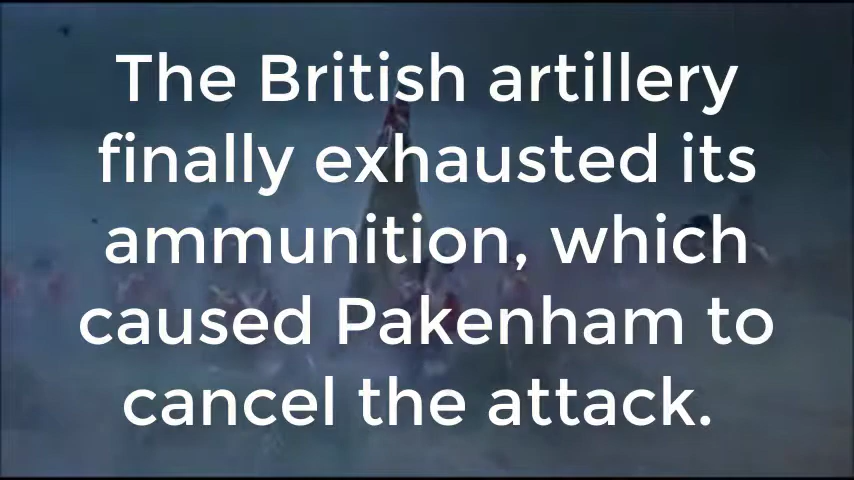 The British artillery
finally exhausted its
ammunition, which
caused Pakenham to
cancel the attack.